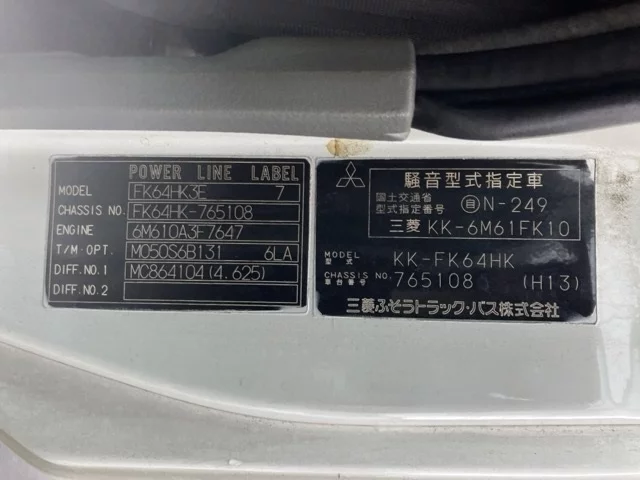 POWER LINE LABEL
MODEL FK64HK3E 7
CHASSIS NO. FK64HK-765108
ENGINE 6M610A3F7647
T/M·OPT. M050S6B131 6LA
DIFF.NO.1 MC864104(4.625)
DIFF.NO.2
騒音型式指定車
国土交通省
型式指定番号 自N-249
三菱 KK-6M61FK10
MODEL
型式 KK-FK64HK
CHASSIS NO.
車台番号 765108 (H13)
三菱ふそうトラック・バス株式会社